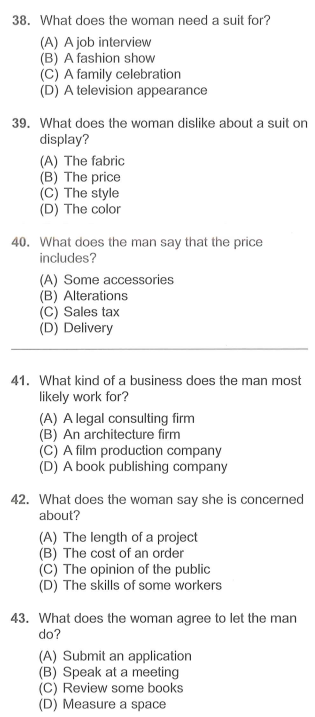 38. What does the woman need a suit for?
(A) A job interview
(B) A fashion show
(C) A family celebration
(D) A television appearance
39. What does the woman dislike about a suit on
display?
(A) The fabric
(B) The price
(C) The style
(D) The color
40. What does the man say that the price
includes?
(A) Some accessories
(B) Alterations
(C) Sales tax
(D) Delivery
41. What kind of a business does the man most
likely work for?
(A) A legal consulting firm
(B) An architecture firm
(C) A film production company
(D) A book publishing company
42. What does the woman say she is concerned
about?
(A) The length of a project
(B) The cost of an order
(C) The opinion of the public
(D) The skills of some workers
43. What does the woman agree to let the man
do?
(A) Submit an application
(B) Speak at a meeting
(C) Review some books
(D) Measure a space